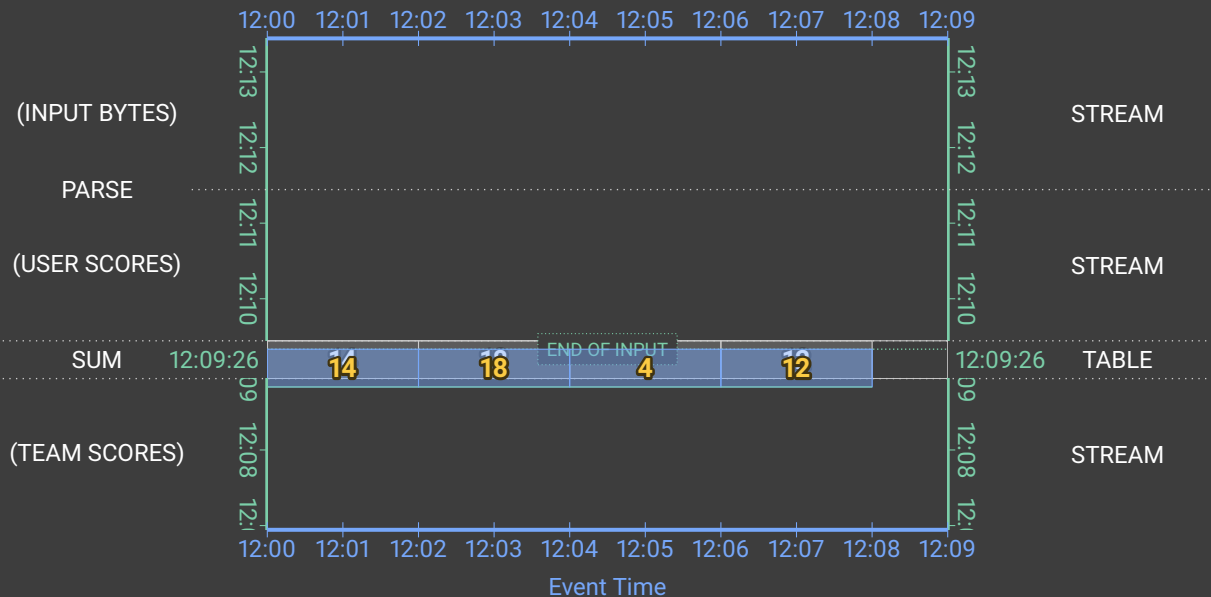 12:00 12:01 12:02 12:03 12:04 12:05 12:06 12:07 12:08 12:09
12:13 12:13
(INPUT BYTES) STREAM
12:12 12:12
PARSE
12:11 12:11
(USER SCORES) STREAM
12:10 12:10
END OF INPUT
SUM 12:09:26 14 18 4 12 12:09:26 TABLE
09 09
(TEAM SCORES) 12:08 12:08 STREAM
12:00 12:01 12:02 12:03 12:04 12:05 12:06 12:07 12:08 12:09
Event Time